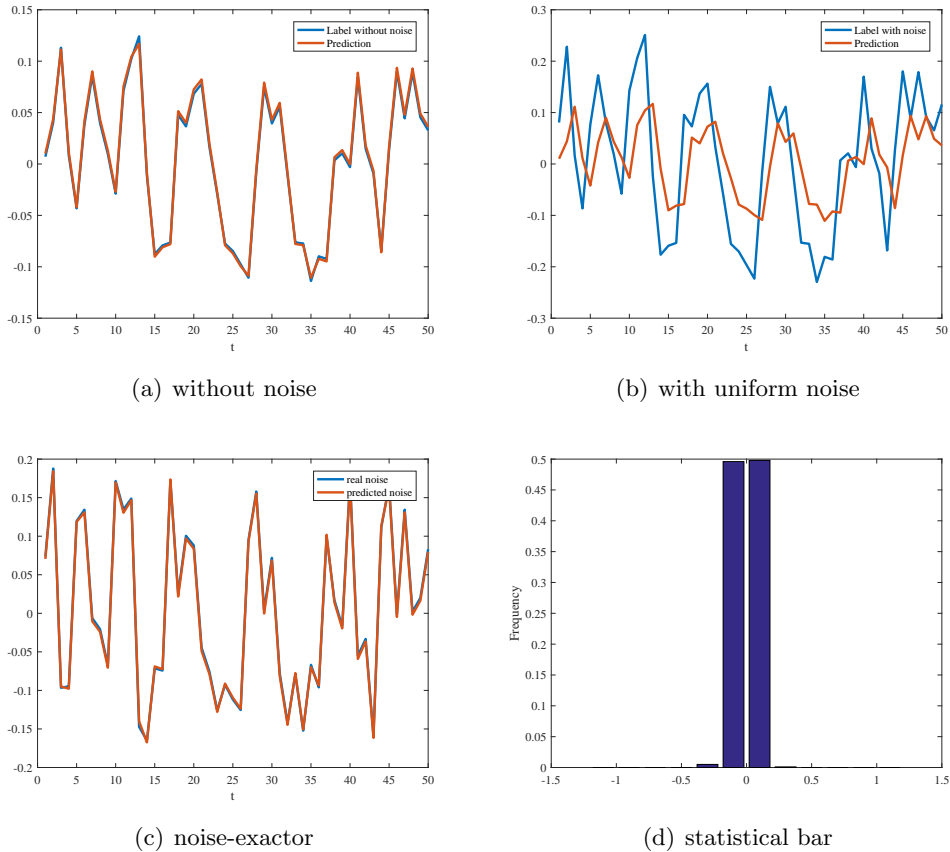 0.15
0.1
0.05
0
-0.05
-0.1
-0.15
0 5 10 15 20 25 30 35 40 45 50
t
Label without noise
Prediction
(a) without noise
0.3
0.2
0.1
0
-0.1
-0.2
-0.3
0 5 10 15 20 25 30 35 40 45 50
t
Label with noise
Prediction
(b) with uniform noise
0.2
0.15
0.1
0.05
0
-0.05
-0.1
-0.15
-0.2
0 5 10 15 20 25 30 35 40 45 50
t
real noise
predicted noise
(c) noise-exactor
Frequency
0.5
0.45
0.4
0.35
0.3
0.25
0.2
0.15
0.1
0.05
0
-1.5 -1 -0.5 0 0.5 1 1.5
(d) statistical bar